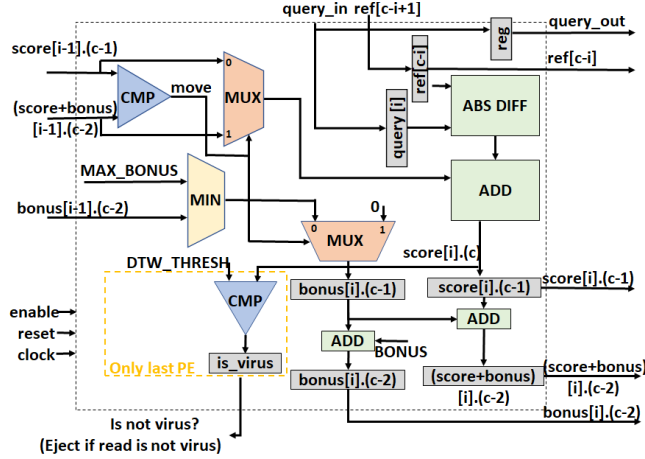 query_in ref[c-i+1]
query_out
reg
score[i-1].(c-1)
0
ref[c-i]
ref[c-i]
CMP
move
MUX
ABS DIFF
(score+bonus)
[i-1].(c-2)
1
query [i]
MAX_BONUS
MIN
ADD
bonus[i-1].(c-2)
0
0
1
MUX
score[i].(c)
DTW_THRESH
CMP
bonus[i].(c-1)
score[i].(c-1)
score[i].(c-1)
enable
reset
clock
ADD
ADD
BONUS
Only last PE
is_virus
bonus[i].(c-2)
(score+bonus)
[i].(c-2)
(score+bonus)
[i].(c-2)
bonus[i].(c-2)
Is not virus?
(Eject if read is not virus)